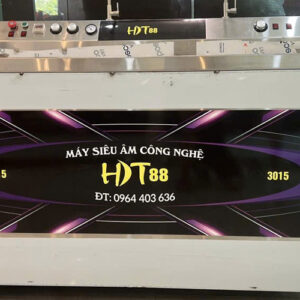 HDT88
MÁY SIÊU ÂM CÔNG NGHỆ
HDT88
5
3015
ĐT: 0964 403 636